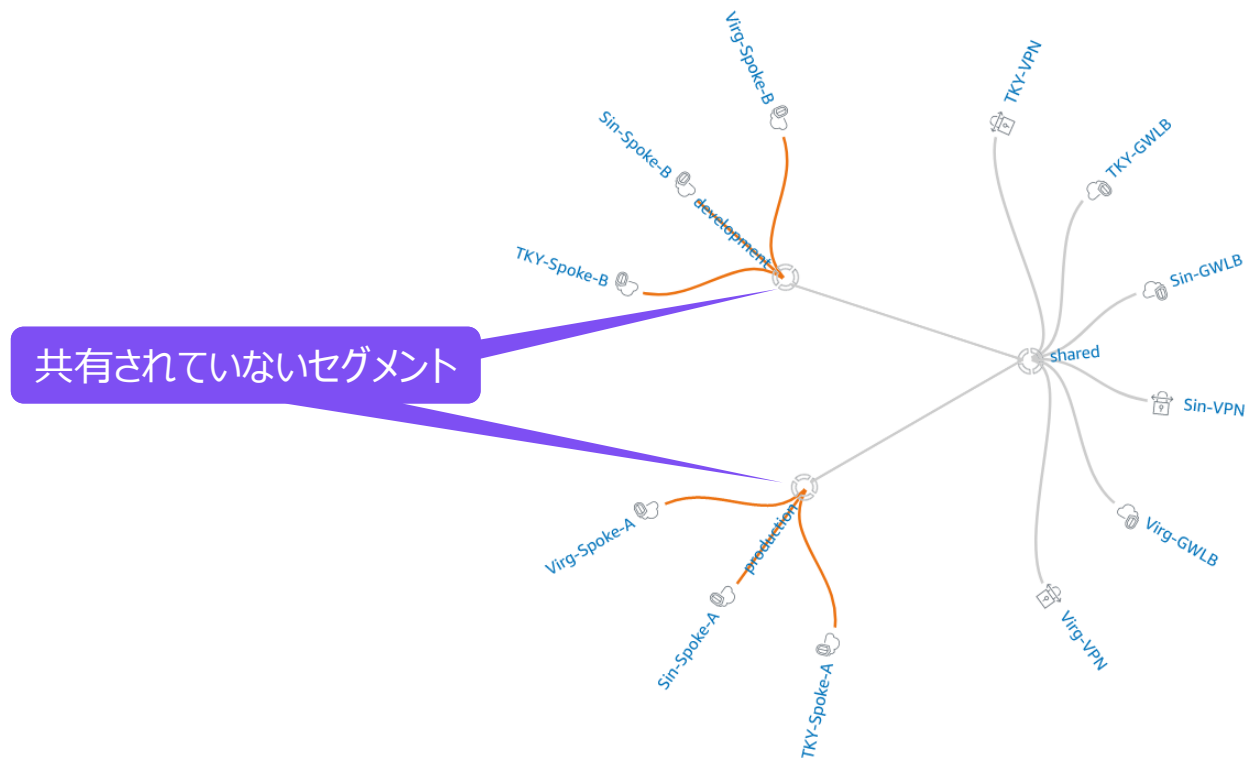 Virg-Spoke-B
Sin-Spoke-B
development
TKY-Spoke-B
TKY-VPN
TKY-GWLB
Sin-GWLB
shared
Sin-VPN
Virg-GWLB
Virg-VPN
共有されていないセグメント
Virg-Spoke-A
production
Sin-Spoke-A
TKY-Spoke-A